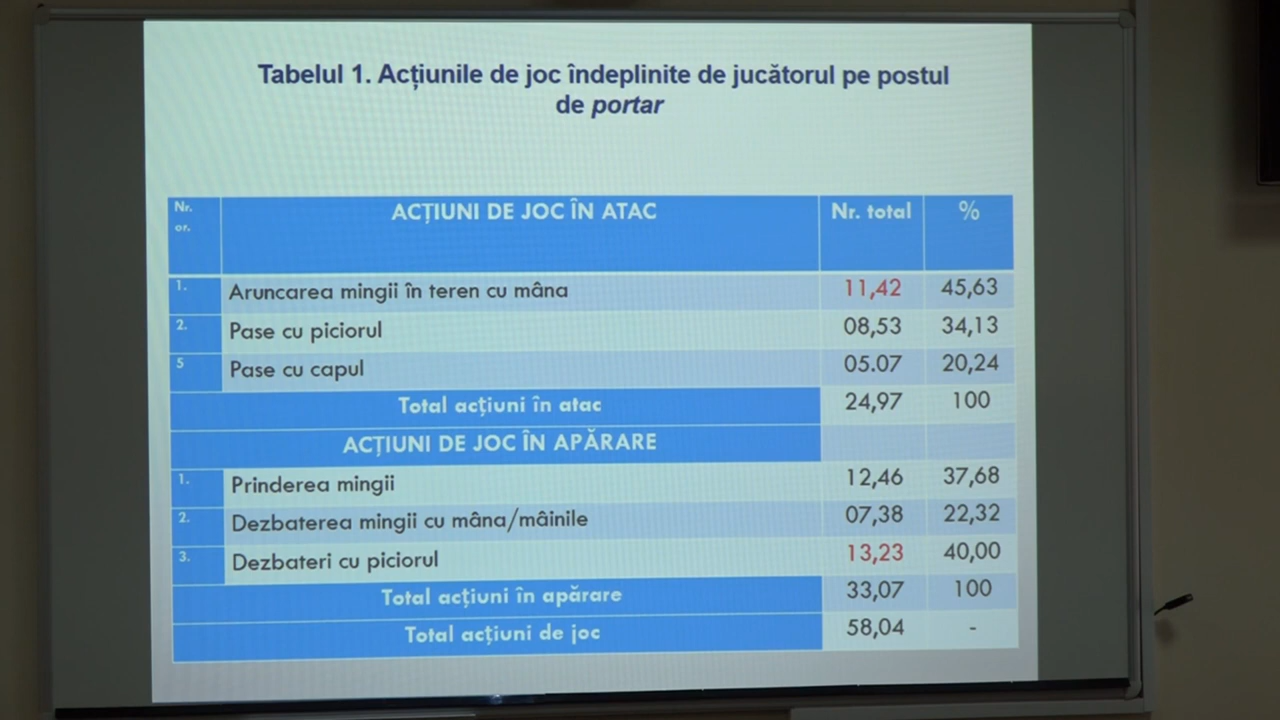 Tabelul 1. Acțiunile de joc îndeplinite de jucătorul pe postul
de portar
Nr. or. ACȚIUNI DE JOC ÎN ATAC Nr. total %
1. Aruncarea mingii în teren cu mâna 11,42 45,63
2. Pase cu piciorul 08,53 34,13
5 Pase cu capul 05.07 20,24
Total acțiuni în atac 24,97 100
ACȚIUNI DE JOC ÎN APĂRARE
1. Prinderea mingii 12,46 37,68
2. Dezbaterea mingii cu mâna/mâinile 07,38 22,32
3. Dezbateri cu piciorul 13,23 40,00
Total acțiuni în apărare 33,07 100
Total acțiuni de joc 58,04 -